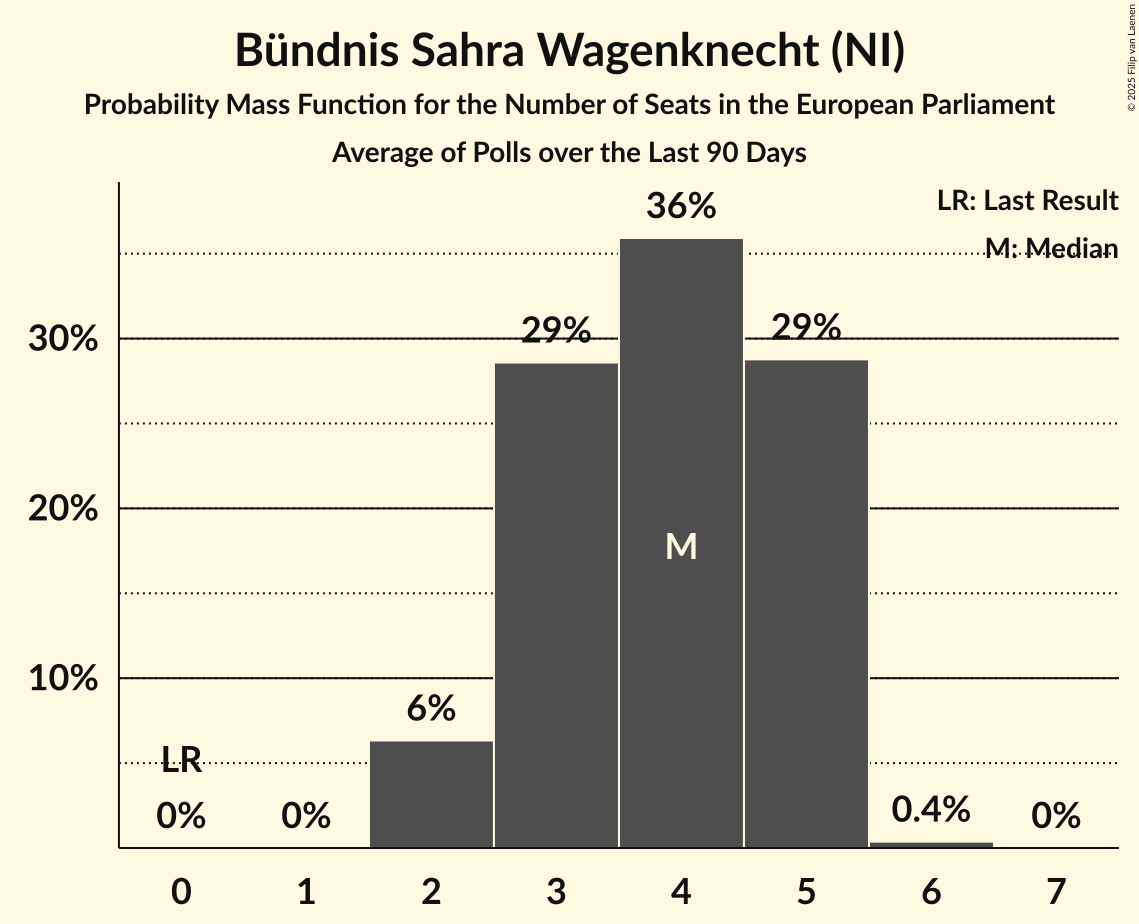 Bündnis Sahra Wagenknecht (NI)
Probability Mass Function for the Number of Seats in the European Parliament
Average of Polls over the Last 90 Days
© 2025 Filip van Laenen
LR: Last Result
M: Median
36%
29%
29%
30%
20%
M
10%
6%
LR
0%
0%
0.4%
0%
0 1 2 3 4 5 6 7